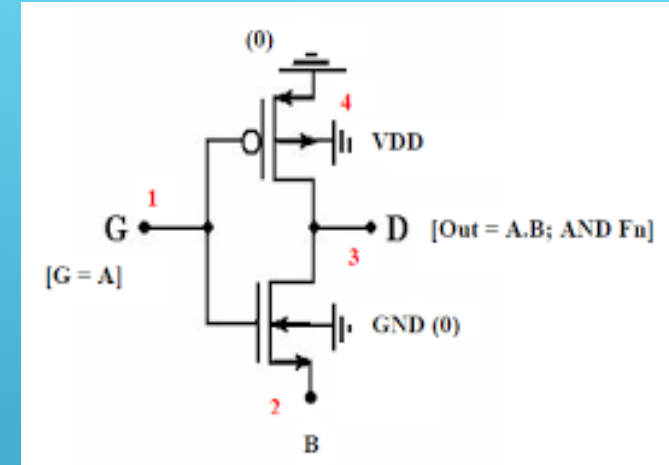 (0)
4
VDD
1
G
D [Out = A.B; AND Fn]
3
[G = A]
GND (0)
2
B